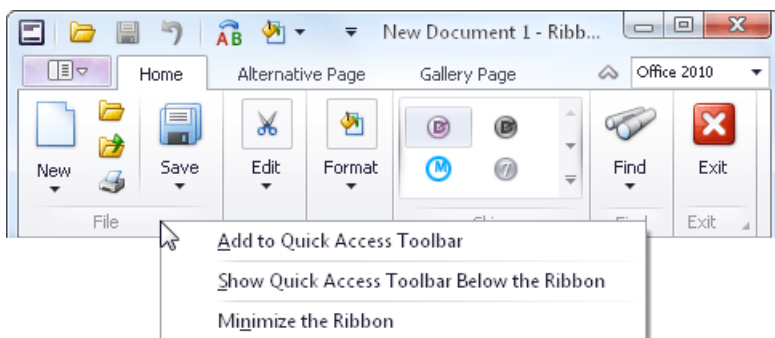 New Document 1 - Ribb...
Home Alternative Page Gallery Page Office 2010
New Save Edit Format Find Exit
File Exit
Add to Quick Access Toolbar
Show Quick Access Toolbar Below the Ribbon
Minimize the Ribbon